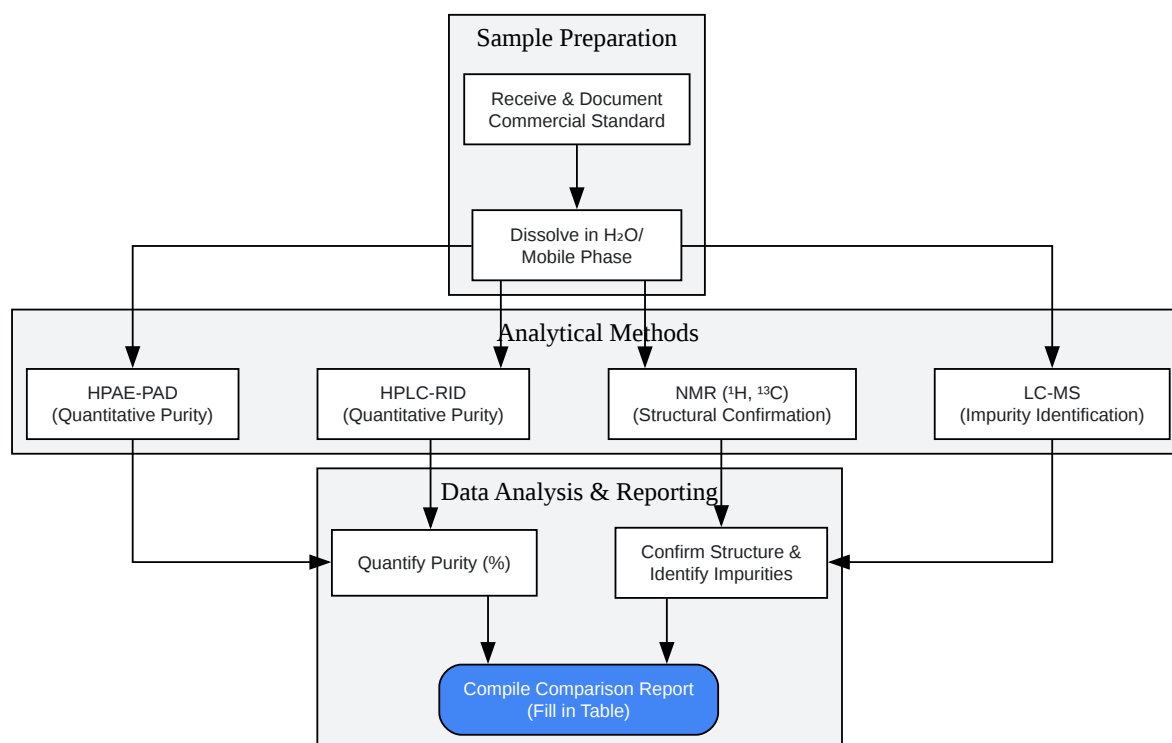 Sample Preparation
Receive & Document
Commercial Standard
Dissolve in H₂O/
Mobile Phase
Analytical Methods
HPAE-PAD
(Quantitative Purity)
HPLC-RID
(Quantitative Purity)
NMR (¹H, ¹³C)
(Structural Confirmation)
LC-MS
(Impurity Identification)
Data Analysis & Reporting
Quantify Purity (%)
Confirm Structure &
Identify Impurities
Compile Comparison Report
(Fill in Table)